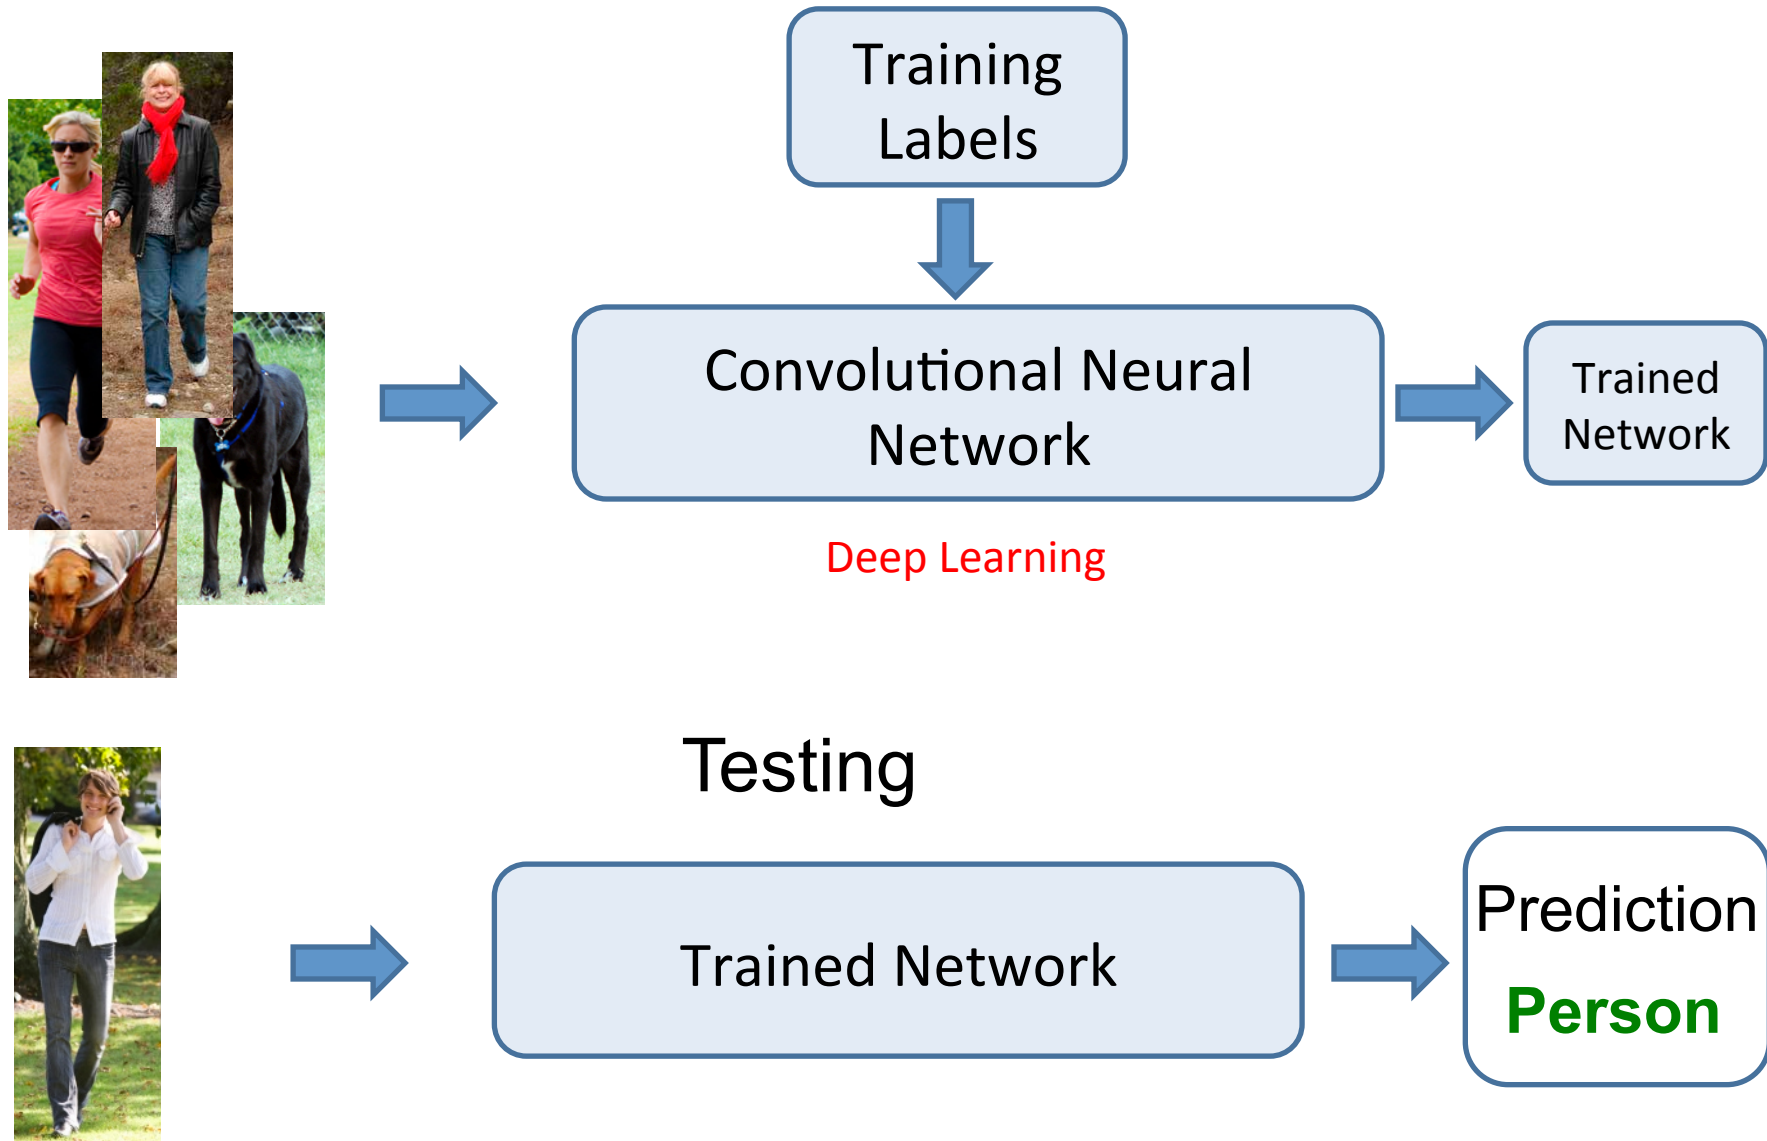 Training
Labels
Convolutional Neural
Network
Trained
Network
Deep Learning
Testing
Trained Network
Prediction
Person